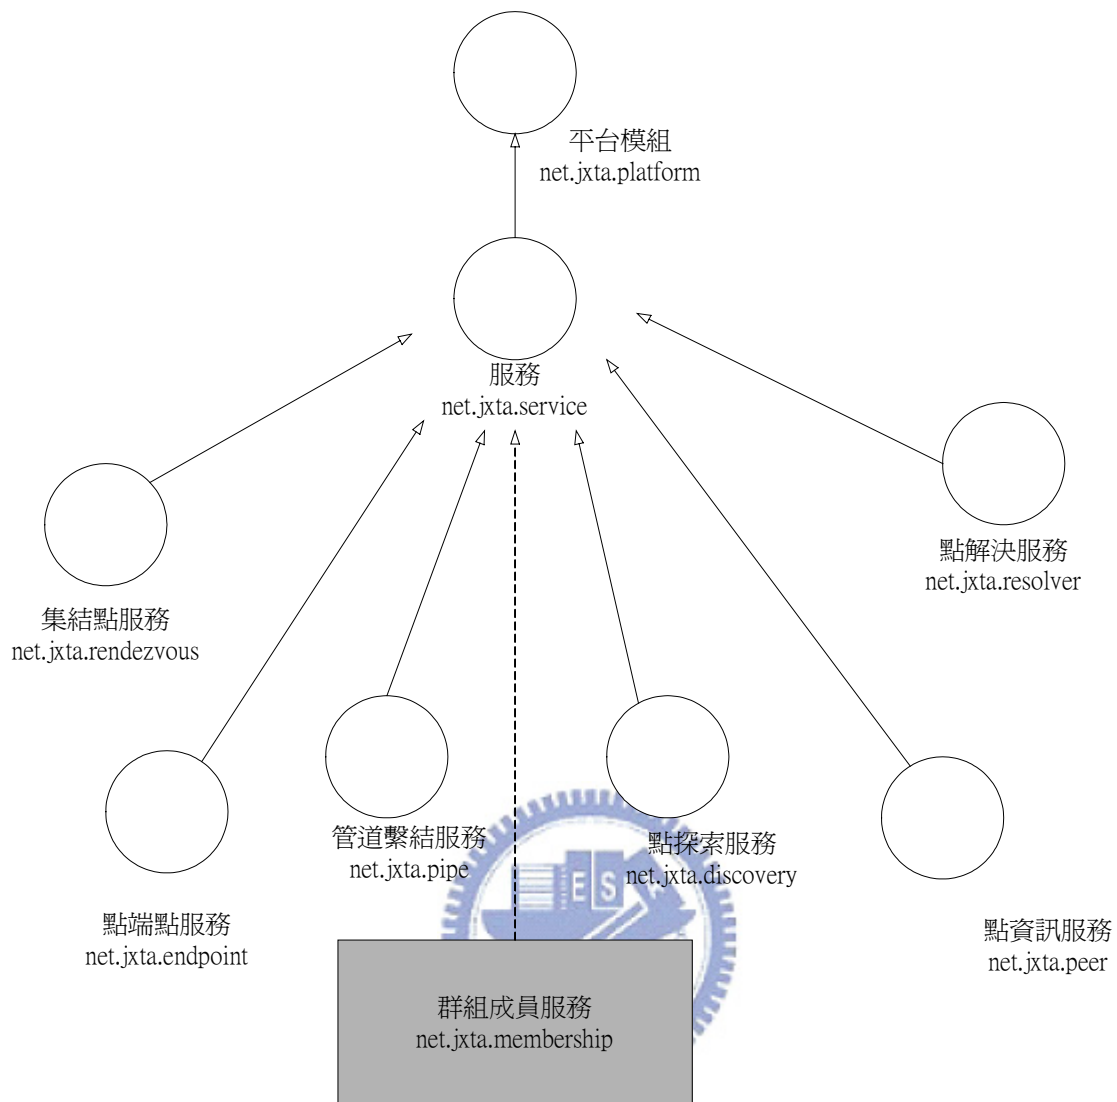 平台模組
net.jxta.platform
服務
net.jxta.service
點解決服務
net.jxta.resolver
集結點服務
net.jxta.rendezvous
管道繫結服務
net.jxta.pipe
點探索服務
net.jxta.discovery
E S
點端點服務
net.jxta.endpoint
點資訊服務
net.jxta.peer
群組成員服務
net.jxta.membership